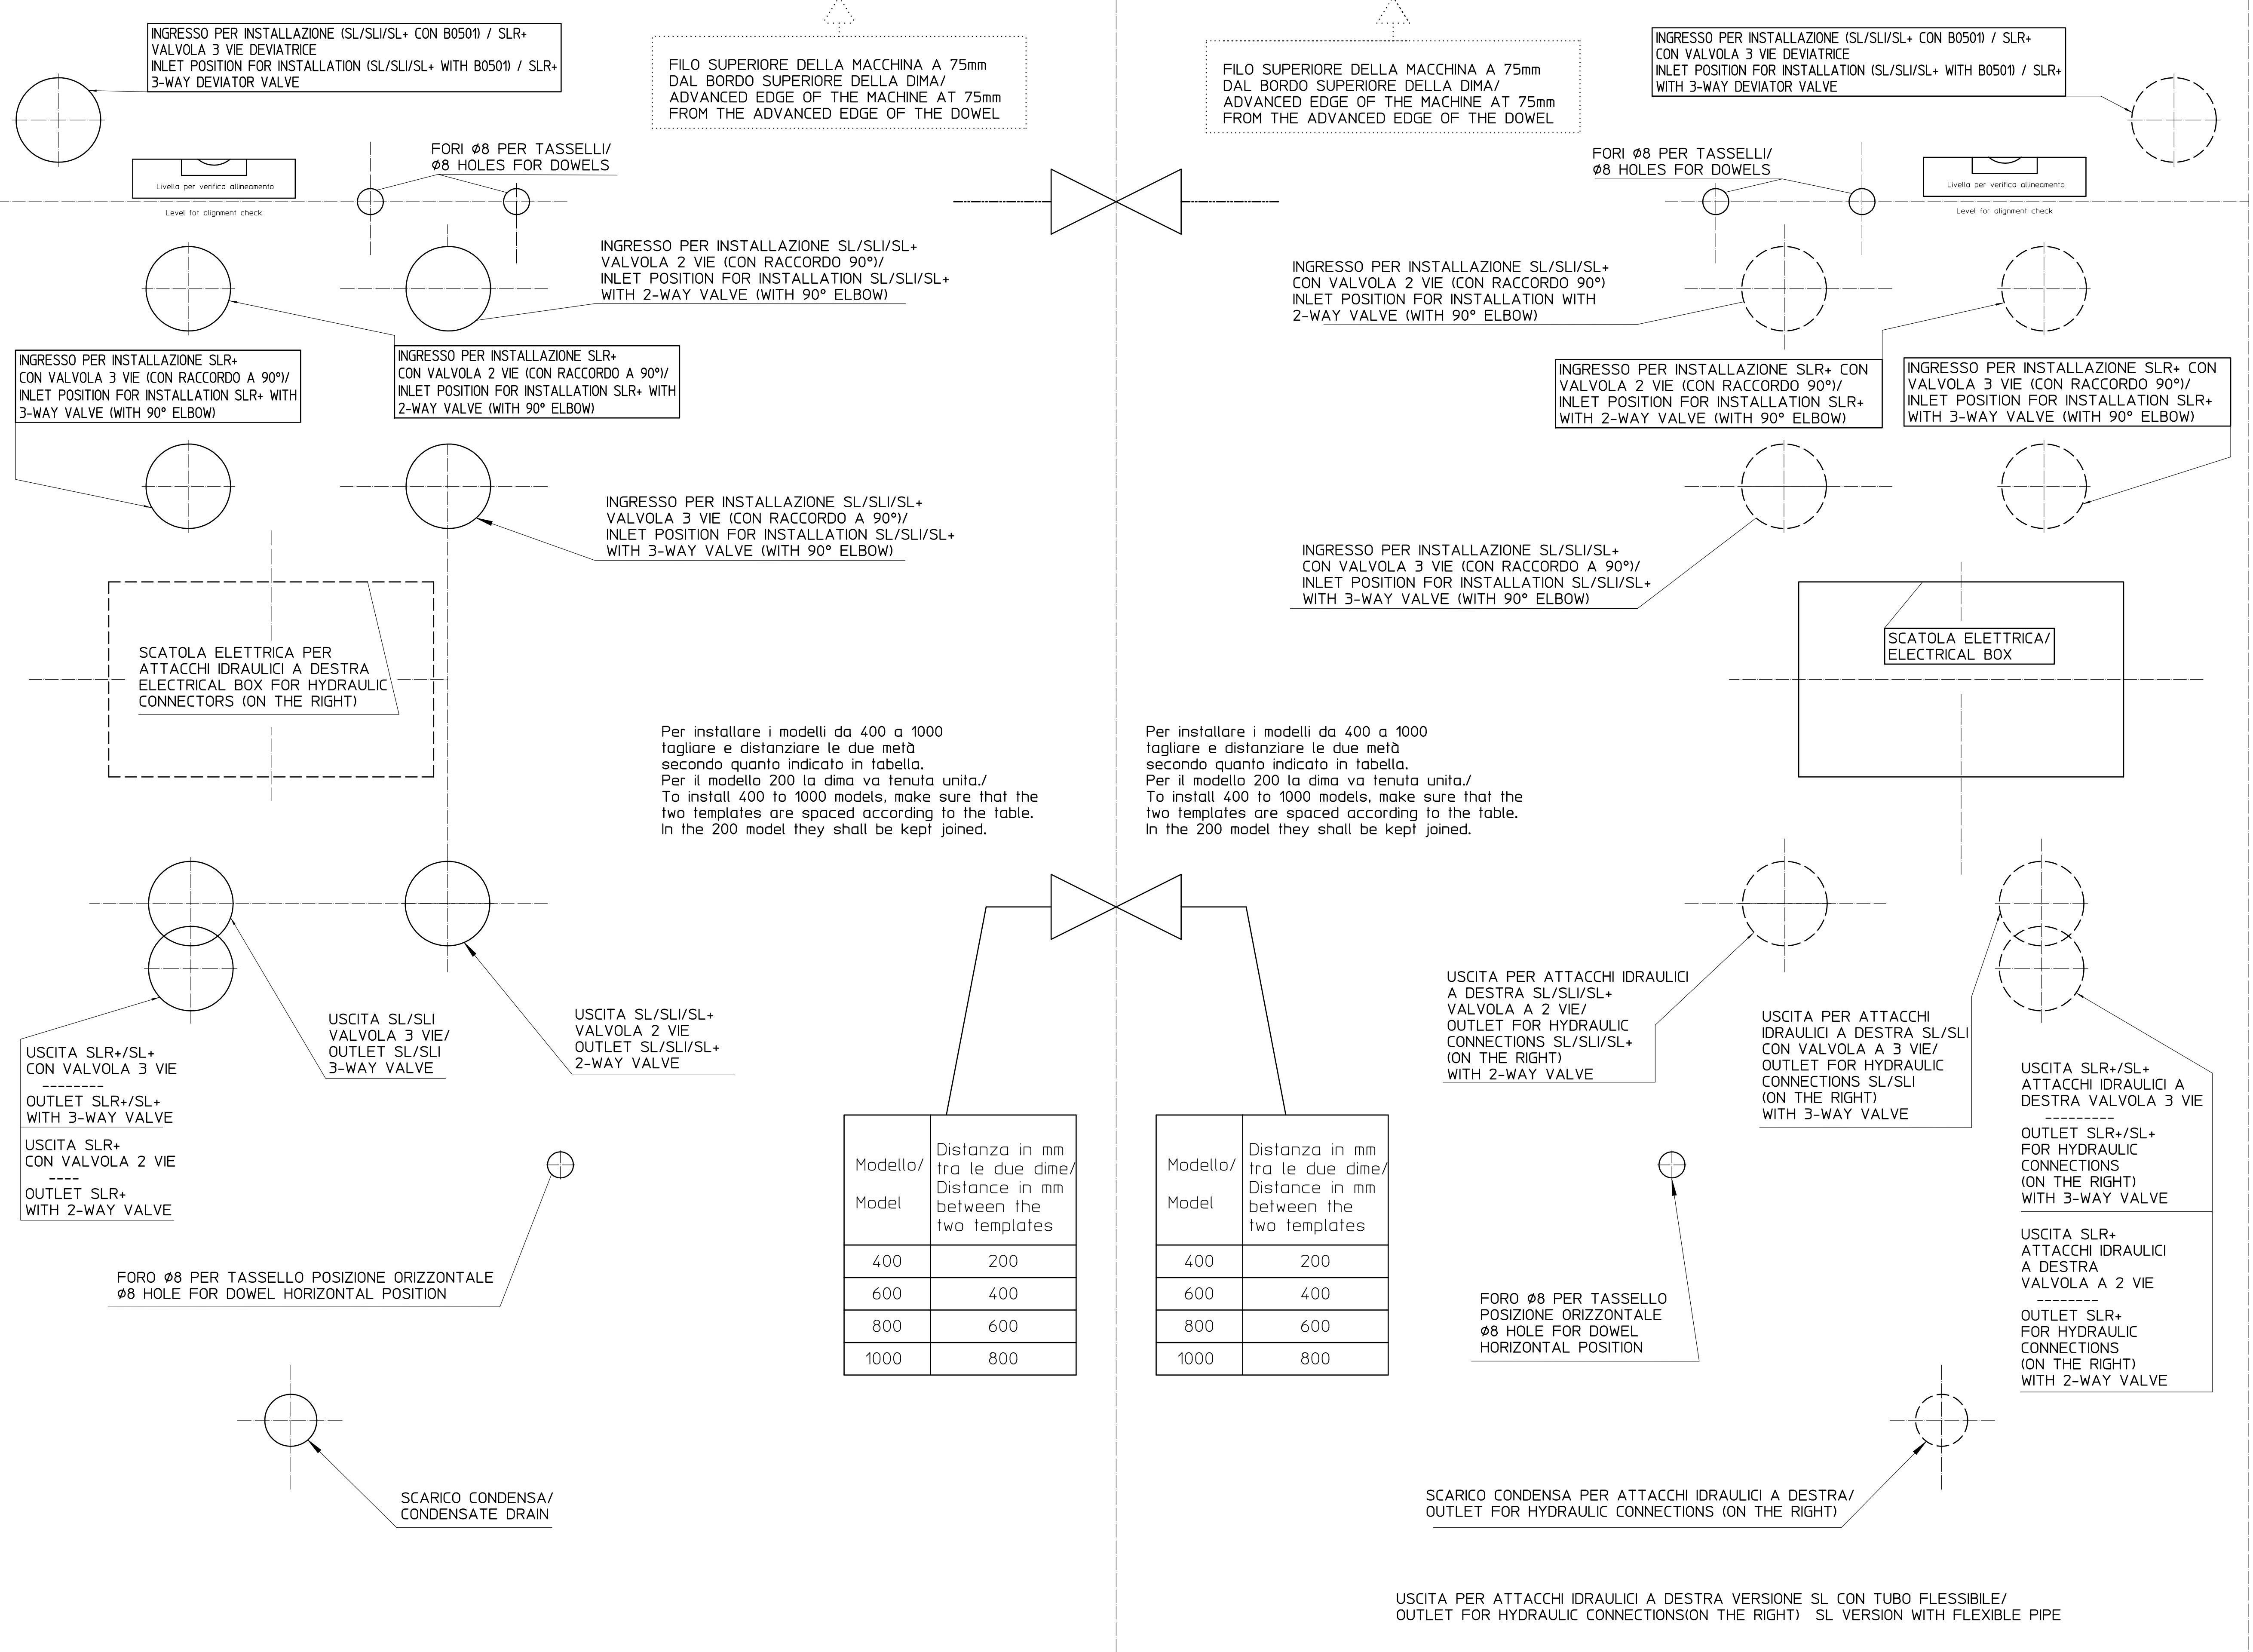 INGRESSO PER INSTALLAZIONE (SL/SLI/SL+ CON B0501) / SLR+
VALVOLA 3 VIE DEVIATRICE
INLET POSITION FOR INSTALLATION (SL/SLI/SL+ WITH B0501) / SLR+
3-WAY DEVIATOR VALVE
FILO SUPERIORE DELLA MACCHINA A 75mm
DAL BORDO SUPERIORE DELLA DIMA/
ADVANCED EDGE OF THE MACHINE AT 75mm
FROM THE ADVANCED EDGE OF THE DOWEL
FORI Ø8 PER TASSELLI/
Ø8 HOLES FOR DOWELS
Livella per verifica allineamento
Level for alignment check
INGRESSO PER INSTALLAZIONE SL/SLI/SL+
VALVOLA 2 VIE (CON RACCORDO 90°)/
INLET POSITION FOR INSTALLATION SL/SLI/SL+
WITH 2-WAY VALVE (WITH 90° ELBOW)
INGRESSO PER INSTALLAZIONE SLR+
CON VALVOLA 3 VIE (CON RACCORDO A 90°)/
INLET POSITION FOR INSTALLATION SLR+ WITH
3-WAY VALVE (WITH 90° ELBOW)
INGRESSO PER INSTALLAZIONE SLR+
CON VALVOLA 2 VIE (CON RACCORDO A 90°)/
INLET POSITION FOR INSTALLATION SLR+ WITH
2-WAY VALVE (WITH 90° ELBOW)
INGRESSO PER INSTALLAZIONE SL/SLI/SL+
VALVOLA 3 VIE (CON RACCORDO A 90°)/
INLET POSITION FOR INSTALLATION SL/SLI/SL+
WITH 3-WAY VALVE (WITH 90° ELBOW)
SCATOLA ELETTRICA PER
ATTACCHI IDRAULICI A DESTRA
ELECTRICAL BOX FOR HYDRAULIC
CONNECTORS (ON THE RIGHT)
Per installare i modelli da 400 a 1000
tagliare e distanziare le due metà
secondo quanto indicato in tabella.
Per il modello 200 la dima va tenuta unita./
To install 400 to 1000 models, make sure that the
two templates are spaced according to the table.
In the 200 model they shall be kept joined.
USCITA SLR+/SL+
CON VALVOLA 3 VIE
--------
OUTLET SLR+/SL+
WITH 3-WAY VALVE
USCITA SLR+
CON VALVOLA 2 VIE
----
OUTLET SLR+
WITH 2-WAY VALVE
USCITA SL/SLI
VALVOLA 3 VIE/
OUTLET SL/SLI
3-WAY VALVE
USCITA SL/SLI/SL+
VALVOLA 2 VIE
OUTLET SL/SLI/SL+
2-WAY VALVE
FORO Ø8 PER TASSELLO POSIZIONE ORIZZONTALE
Ø8 HOLE FOR DOWEL HORIZONTAL POSITION
SCARICO CONDENSA/
CONDENSATE DRAIN
Modello/
Model
Distanza in mm
tra le due dime/
Distance in mm
between the
two templates
400 200
600 400
800 600
1000 800
FILO SUPERIORE DELLA MACCHINA A 75mm
DAL BORDO SUPERIORE DELLA DIMA/
ADVANCED EDGE OF THE MACHINE AT 75mm
FROM THE ADVANCED EDGE OF THE DOWEL
INGRESSO PER INSTALLAZIONE (SL/SLI/SL+ CON B0501) / SLR+
CON VALVOLA 3 VIE DEVIATRICE
INLET POSITION FOR INSTALLATION (SL/SLI/SL+ WITH B0501) / SLR+
WITH 3-WAY DEVIATOR VALVE
FORI Ø8 PER TASSELLI/
Ø8 HOLES FOR DOWELS
Livella per verifica allineamento
Level for alignment check
INGRESSO PER INSTALLAZIONE SL/SLI/SL+
CON VALVOLA 2 VIE (CON RACCORDO 90°)
INLET POSITION FOR INSTALLATION WITH
2-WAY VALVE (WITH 90° ELBOW)
INGRESSO PER INSTALLAZIONE SLR+ CON
VALVOLA 2 VIE (CON RACCORDO 90°)/
INLET POSITION FOR INSTALLATION SLR+
WITH 2-WAY VALVE (WITH 90° ELBOW)
INGRESSO PER INSTALLAZIONE SLR+ CON
VALVOLA 3 VIE (CON RACCORDO 90°)/
INLET POSITION FOR INSTALLATION SLR+
WITH 3-WAY VALVE (WITH 90° ELBOW)
INGRESSO PER INSTALLAZIONE SL/SLI/SL+
CON VALVOLA 3 VIE (CON RACCORDO A 90°)/
INLET POSITION FOR INSTALLATION SL/SLI/SL+
WITH 3-WAY VALVE (WITH 90° ELBOW)
SCATOLA ELETTRICA/
ELECTRICAL BOX
Per installare i modelli da 400 a 1000
tagliare e distanziare le due metà
secondo quanto indicato in tabella.
Per il modello 200 la dima va tenuta unita./
To install 400 to 1000 models, make sure that the
two templates are spaced according to the table.
In the 200 model they shall be kept joined.
USCITA PER ATTACCHI IDRAULICI
A DESTRA SL/SLI/SL+
VALVOLA A 2 VIE/
OUTLET FOR HYDRAULIC
CONNECTIONS SL/SLI/SL+
(ON THE RIGHT)
WITH 2-WAY VALVE
USCITA PER ATTACCHI
IDRAULICI A DESTRA SL/SLI
CON VALVOLA A 3 VIE/
OUTLET FOR HYDRAULIC
CONNECTIONS SL/SLI
(ON THE RIGHT)
WITH 3-WAY VALVE
USCITA SLR+/SL+
ATTACCHI IDRAULICI A
DESTRA VALVOLA 3 VIE
---------
OUTLET SLR+/SL+
FOR HYDRAULIC
CONNECTIONS
(ON THE RIGHT)
WITH 3-WAY VALVE
USCITA SLR+
ATTACCHI IDRAULICI
A DESTRA
VALVOLA A 2 VIE
--------
OUTLET SLR+
FOR HYDRAULIC
CONNECTIONS
(ON THE RIGHT)
WITH 2-WAY VALVE
Modello/
Model
Distanza in mm
tra le due dime/
Distance in mm
between the
two templates
400 200
600 400
800 600
1000 800
FORO Ø8 PER TASSELLO
POSIZIONE ORIZZONTALE
Ø8 HOLE FOR DOWEL
HORIZONTAL POSITION
SCARICO CONDENSA PER ATTACCHI IDRAULICI A DESTRA/
OUTLET FOR HYDRAULIC CONNECTIONS (ON THE RIGHT)
USCITA PER ATTACCHI IDRAULICI A DESTRA VERSIONE SL CON TUBO FLESSIBILE/
OUTLET FOR HYDRAULIC CONNECTIONS(ON THE RIGHT) SL VERSION WITH FLEXIBLE PIPE